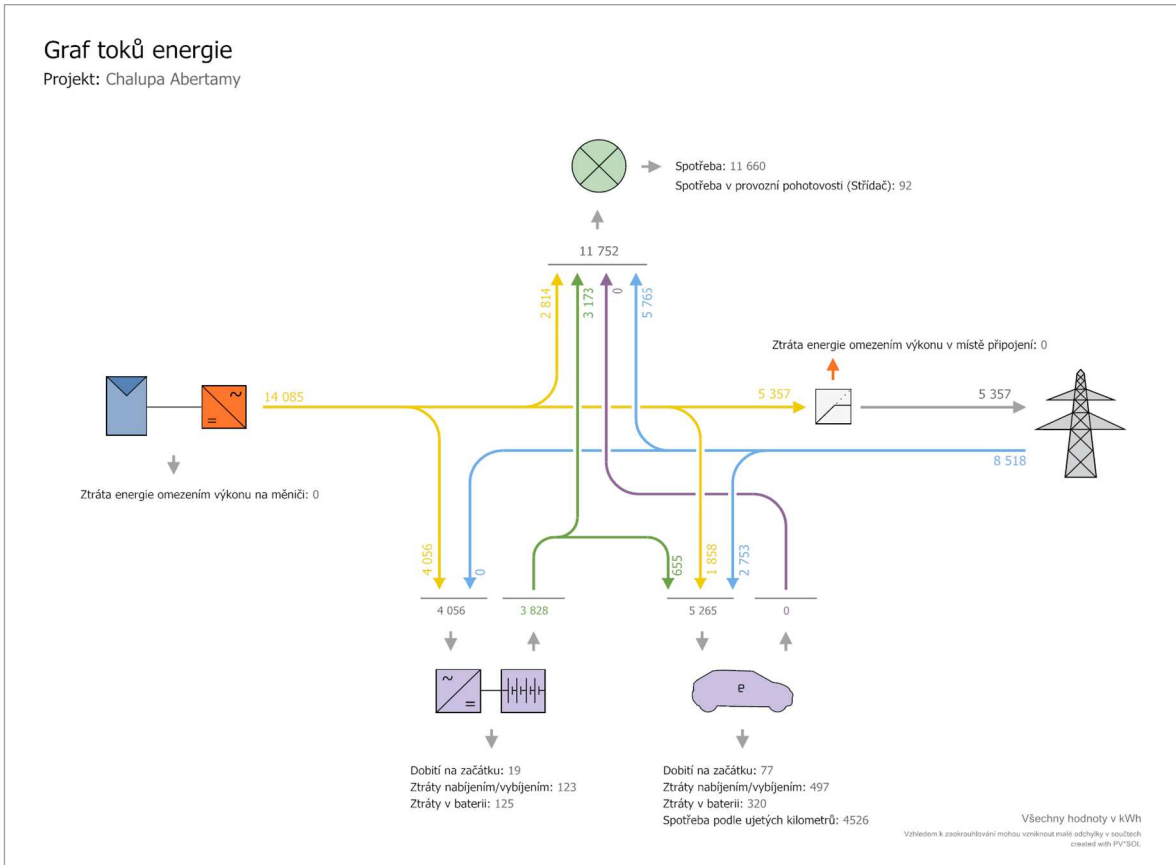 Graf toků energie
Projekt: Chalupa Abertamy
Spotřeba: 11 660
Spotřeba v provozní pohotovosti (Střídač): 92
11 752
2 814
3 173
0
5 765
Ztráta energie omezením výkonu v místě připojení: 0
14 085
5 357
5 357
8 518
Ztráta energie omezením výkonu na měniči: 0
4 056
0
655
1 858
2 753
4 056
3 828
5 265
0
e
Dobití na začátku: 19
Ztráty nabíjením/vybíjením: 123
Ztráty v baterii: 125
Dobití na začátku: 77
Ztráty nabíjením/vybíjením: 497
Ztráty v baterii: 320
Spotřeba podle ujetých kilometrů: 4526
Všechny hodnoty v kWh
Vzhledem k zaokrouhlování mohou vzniknout malé odchylky v součtech
created with PV*SOL